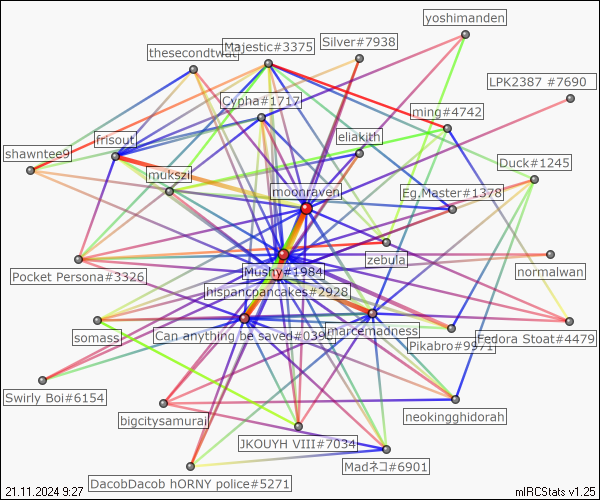 yoshimanden
Silver#7938
thesecondtwat
Majestic#3375
LPK2387 #7690
Cypha#1717
ming#4742
eliakith
frisout
shawntee9
Duck#1245
mukszi
moonraven
Eg.Master#1378
zebula
Mushy#1984
normalwan
Pocket Persona#3326
hispancpancakes#2928
marcemadness
somass
Can anything be saved#0390
Pikabro#9971
Fedora Stoat#4479
Swirly Boi#6154
bigcitysamurai
neokingghidorah
JKOUYH VIII#7034
Madネコ#6901
DacobDacob hORNY police#5271
21.11.2024 9:27
mIRCStats v1.25